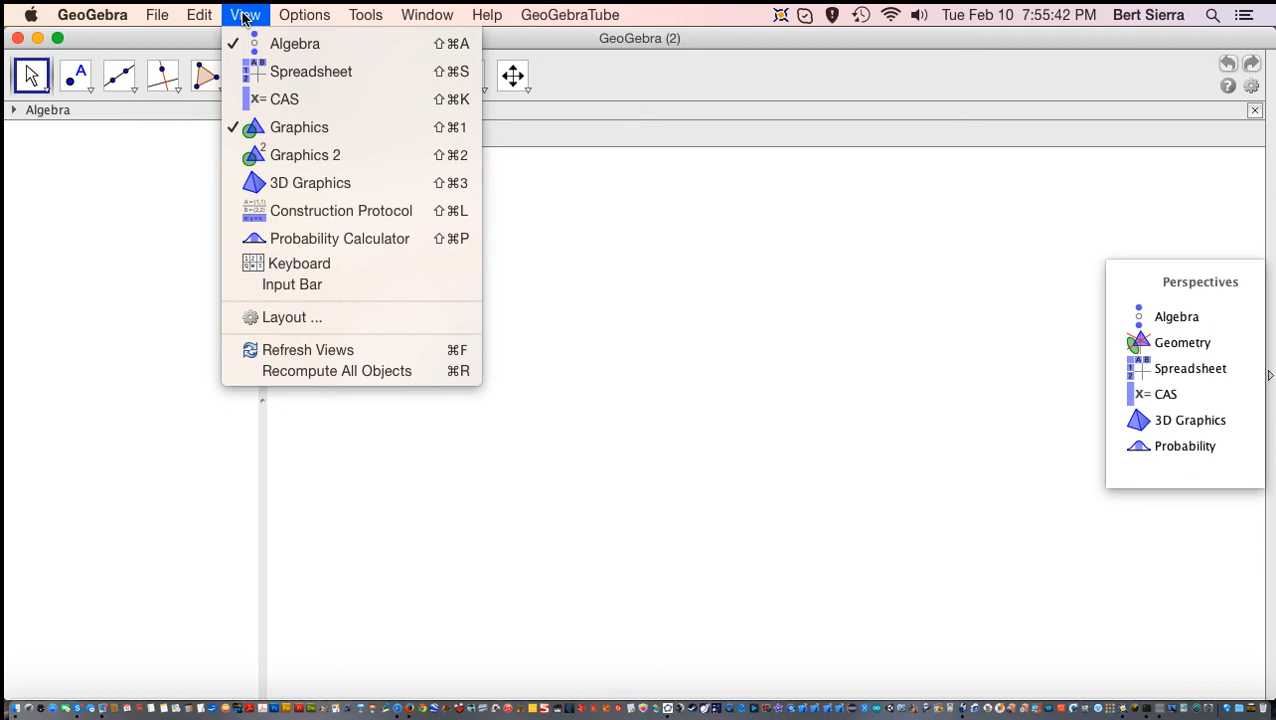 GeoGebra File Edit View Options Tools Window Help GeoGebraTube Tue Feb 10 7:55:42 PM Bert Sierra
GeoGebra (2)
A
Algebra
Algebra ⇧⌘A
Spreadsheet ⇧⌘S
CAS ⇧⌘K
Graphics ⇧⌘1
Graphics 2 ⇧⌘2
3D Graphics ⇧⌘3
Construction Protocol ⇧⌘L
Probability Calculator ⇧⌘P
Keyboard
Input Bar
Layout ...
Refresh Views ⌘F
Recompute All Objects ⌘R
Perspectives
Algebra
Geometry
Spreadsheet
CAS
3D Graphics
Probability